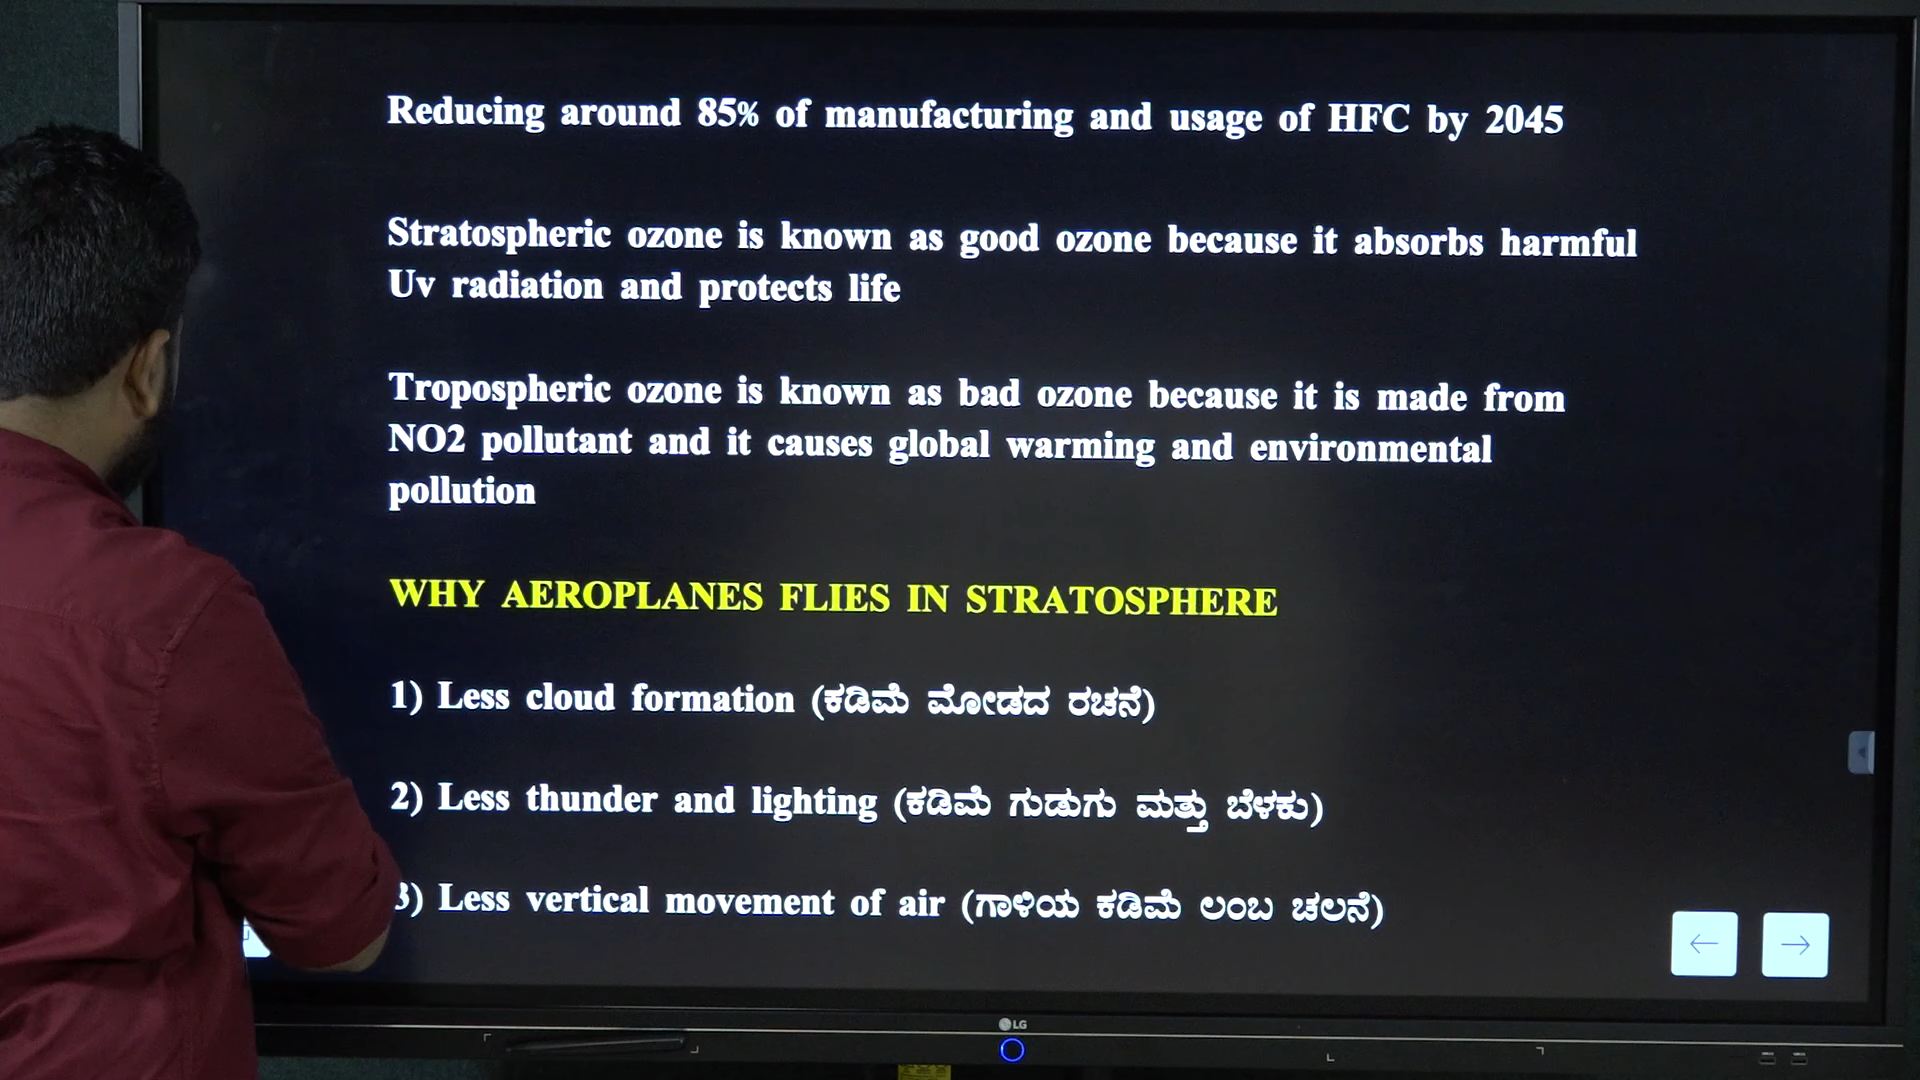 Reducing around 85% of manufacturing and usage of HFC by 2045
Stratospheric ozone is known as good ozone because it absorbs harmful
Uv radiation and protects life
Tropospheric ozone is known as bad ozone because it is made from
NO2 pollutant and it causes global warming and environmental
pollution
WHY AEROPLANES FLIES IN STRATOSPHERE
1) Less cloud formation (ಕಡಿಮೆ ಮೋಡದ ರಚನೆ)
2) Less thunder and lighting (ಕಡಿಮೆ ಗುಡುಗು ಮತ್ತು ಬೆಳಕು)
3) Less vertical movement of air (ಗಾಳಿಯ ಕಡಿಮೆ ಲಂಬ ಚಲನೆ)
LG